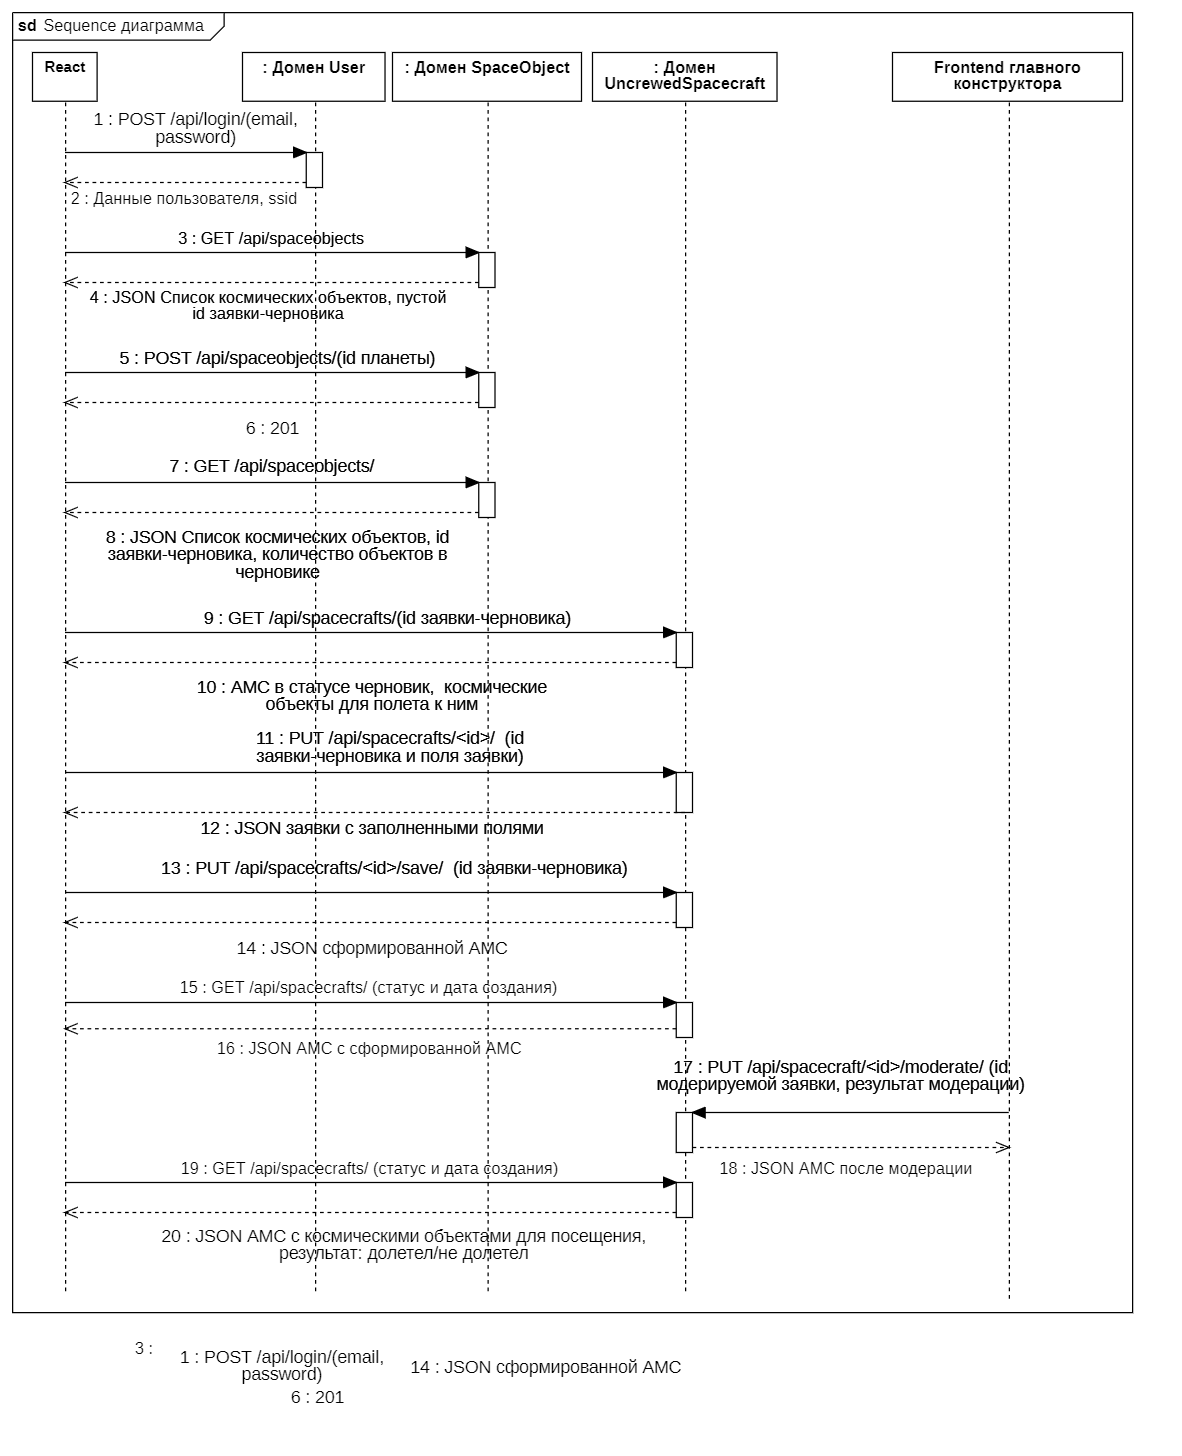 sd Sequence диаграмма
React
: Домен User
: Домен SpaceObject
: Домен
UncrewedSpacecraft
Frontend главного
конструктора
1 : POST /api/login/(email,
password)
2 : Данные пользователя, ssid
3 : GET /api/spaceobjects
4 : JSON Список космических объектов, пустой
id заявки-черновика
5 : POST /api/spaceobjects/(id планеты)
6 : 201
7 : GET /api/spaceobjects/
8 : JSON Список космических объектов, id
заявки-черновика, количество объектов в
черновике
9 : GET /api/spacecrafts/(id заявки-черновика)
10 : АМС в статусе черновик,  космические
объекты для полета к ним
11 : PUT /api/spacecrafts/<id>/  (id
заявки-черновика и поля заявки)
12 : JSON заявки с заполненными полями
13 : PUT /api/spacecrafts/<id>/save/  (id заявки-черновика)
14 : JSON сформированной АМС
15 : GET /api/spacecrafts/ (статус и дата создания)
16 : JSON АМС с сформированной АМС
17 : PUT /api/spacecraft/<id>/moderate/ (id
модерируемой заявки, результат модерации)
18 : JSON АМС после модерации
19 : GET /api/spacecrafts/ (статус и дата создания)
20 : JSON АМС с космическими объектами для посещения,
результат: долетел/не долетел
3 :
1 : POST /api/login/(email,
password)
14 : JSON сформированной АМС
6 : 201